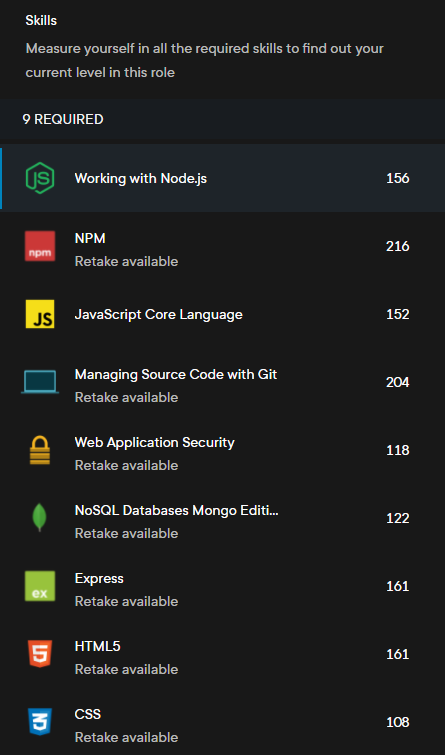 Skills
Measure yourself in all the required skills to find out your
current level in this role
9 REQUIRED
JS
Working with Node.js
156
npm
NPM
Retake available
216
JS
JavaScript Core Language
152
Managing Source Code with Git
Retake available
204
Web Application Security
Retake available
118
NoSQL Databases Mongo Editi...
Retake available
122
ex
Express
Retake available
161
5
HTML5
Retake available
161
3
CSS
Retake available
108